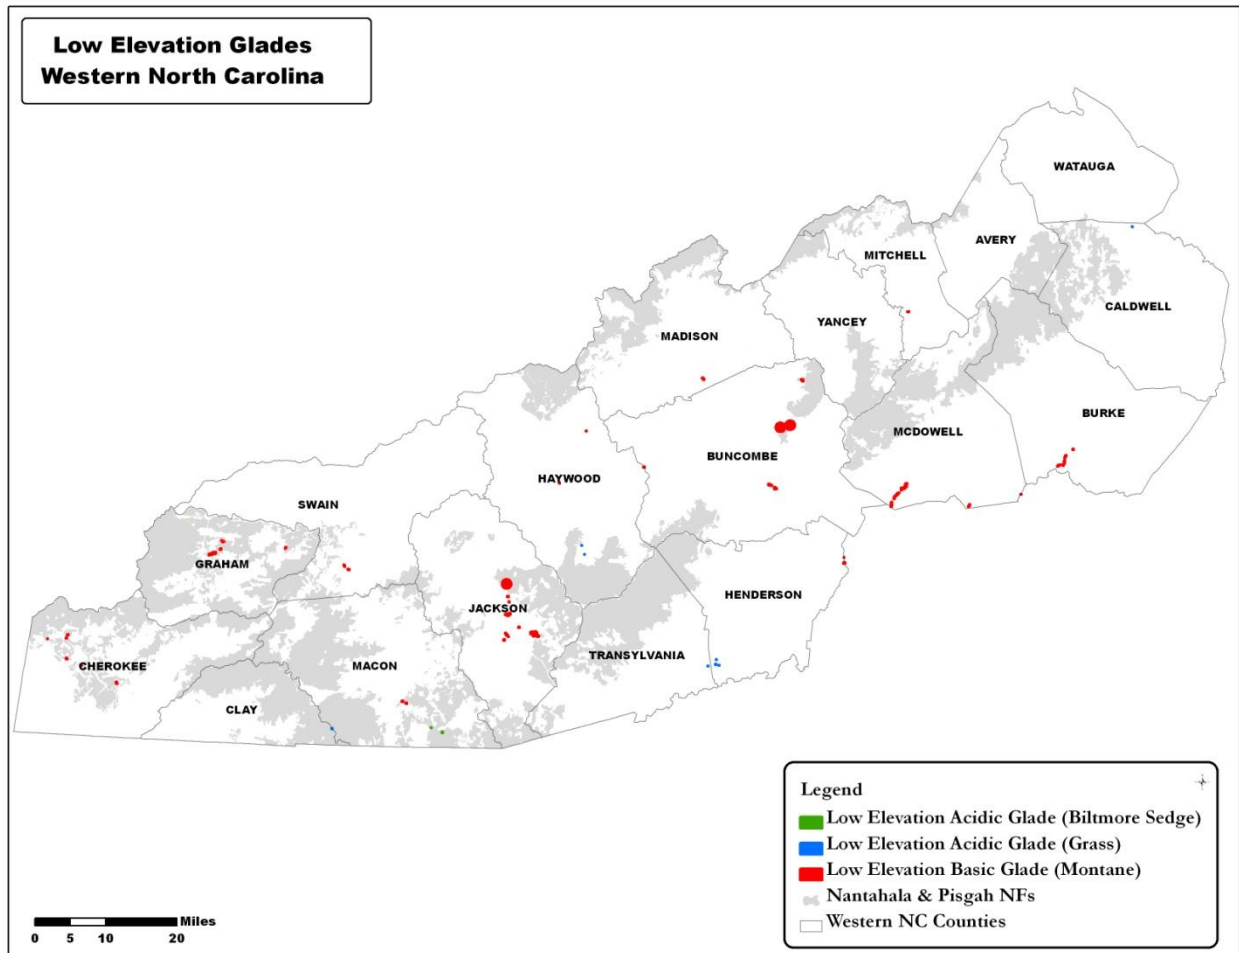 Low Elevation Glades
Western North Carolina
WATAUGA
AVERY
MITCHELL
CALDWELL
YANCEY
MADISON
BURKE
MCDOWELL
BUNCOMBE
HAYWOOD
SWAIN
GRAHAM
HENDERSON
JACKSON
TRANSYLVANIA
CHEROKEE
MACON
CLAY
Legend
Low Elevation Acidic Glade (Biltmore Sedge)
Low Elevation Acidic Glade (Grass)
Low Elevation Basic Glade (Montane)
Nantahala & Pisgah NFs
Western NC Counties
Miles
0 5 10 20